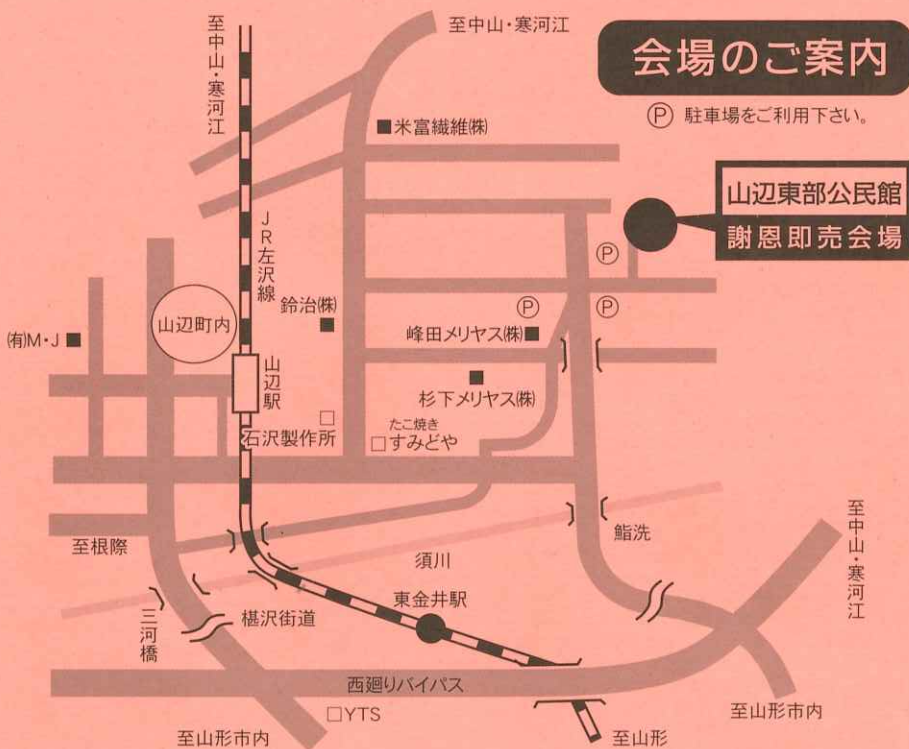 会場のご案内
Ⓟ 駐車場をご利用下さい。
至中山・寒河江
至中山・寒河江
■米富繊維㈱
山辺東部公民館
謝恩即売会場
JR左沢線
Ⓟ
鈴治㈱
Ⓟ
Ⓟ
山辺町内
㈲M・J
峰田メリヤス㈱
山辺駅
杉下メリヤス㈱
石沢製作所
たこ焼き
□すみどや
至中山・寒河江
鮨洗
至根際
須川
東金井駅
椹沢街道
三河橋
西廻りバイパス
□YTS
至山形市内
至山形
至山形市内